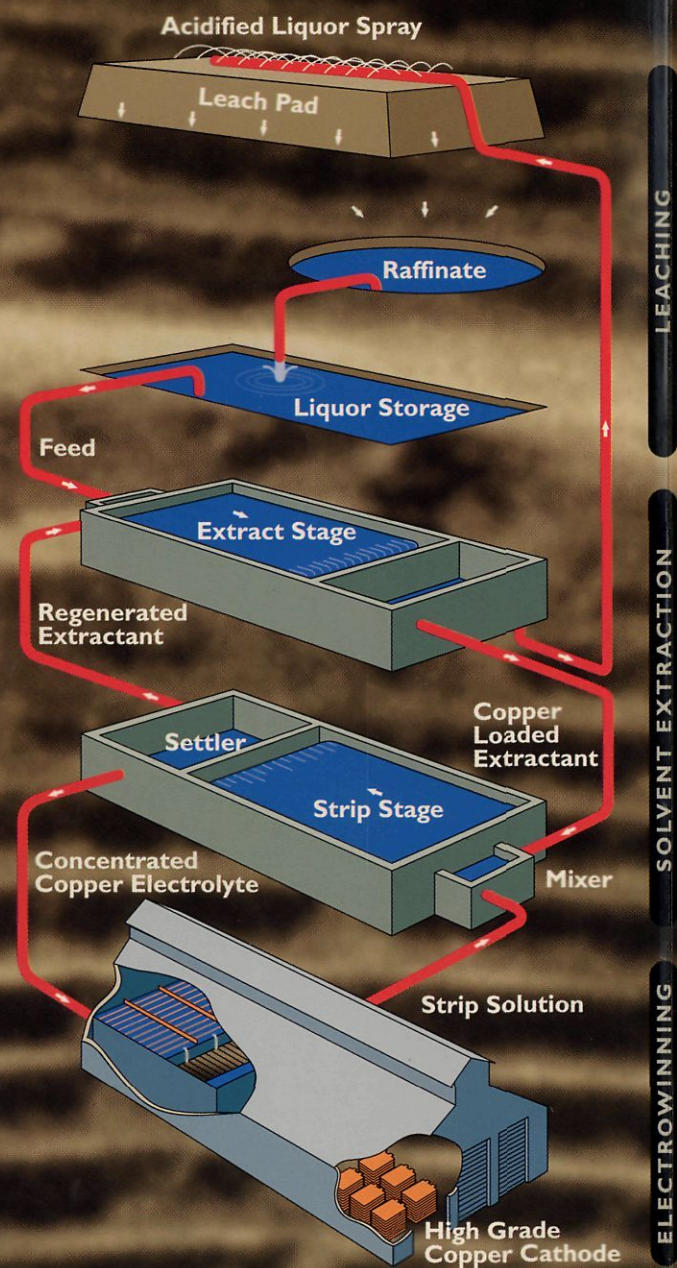 Acidified Liquor Spray
Leach Pad
Raffinate
Liquor Storage
Feed
Extract Stage
Regenerated
Extractant
Copper
Loaded
Extractant
Settler
Strip Stage
Concentrated
Copper Electrolyte
Mixer
Strip Solution
High Grade
Copper Cathode
LEACHING
SOLVENT EXTRACTION
ELECTROWINNING